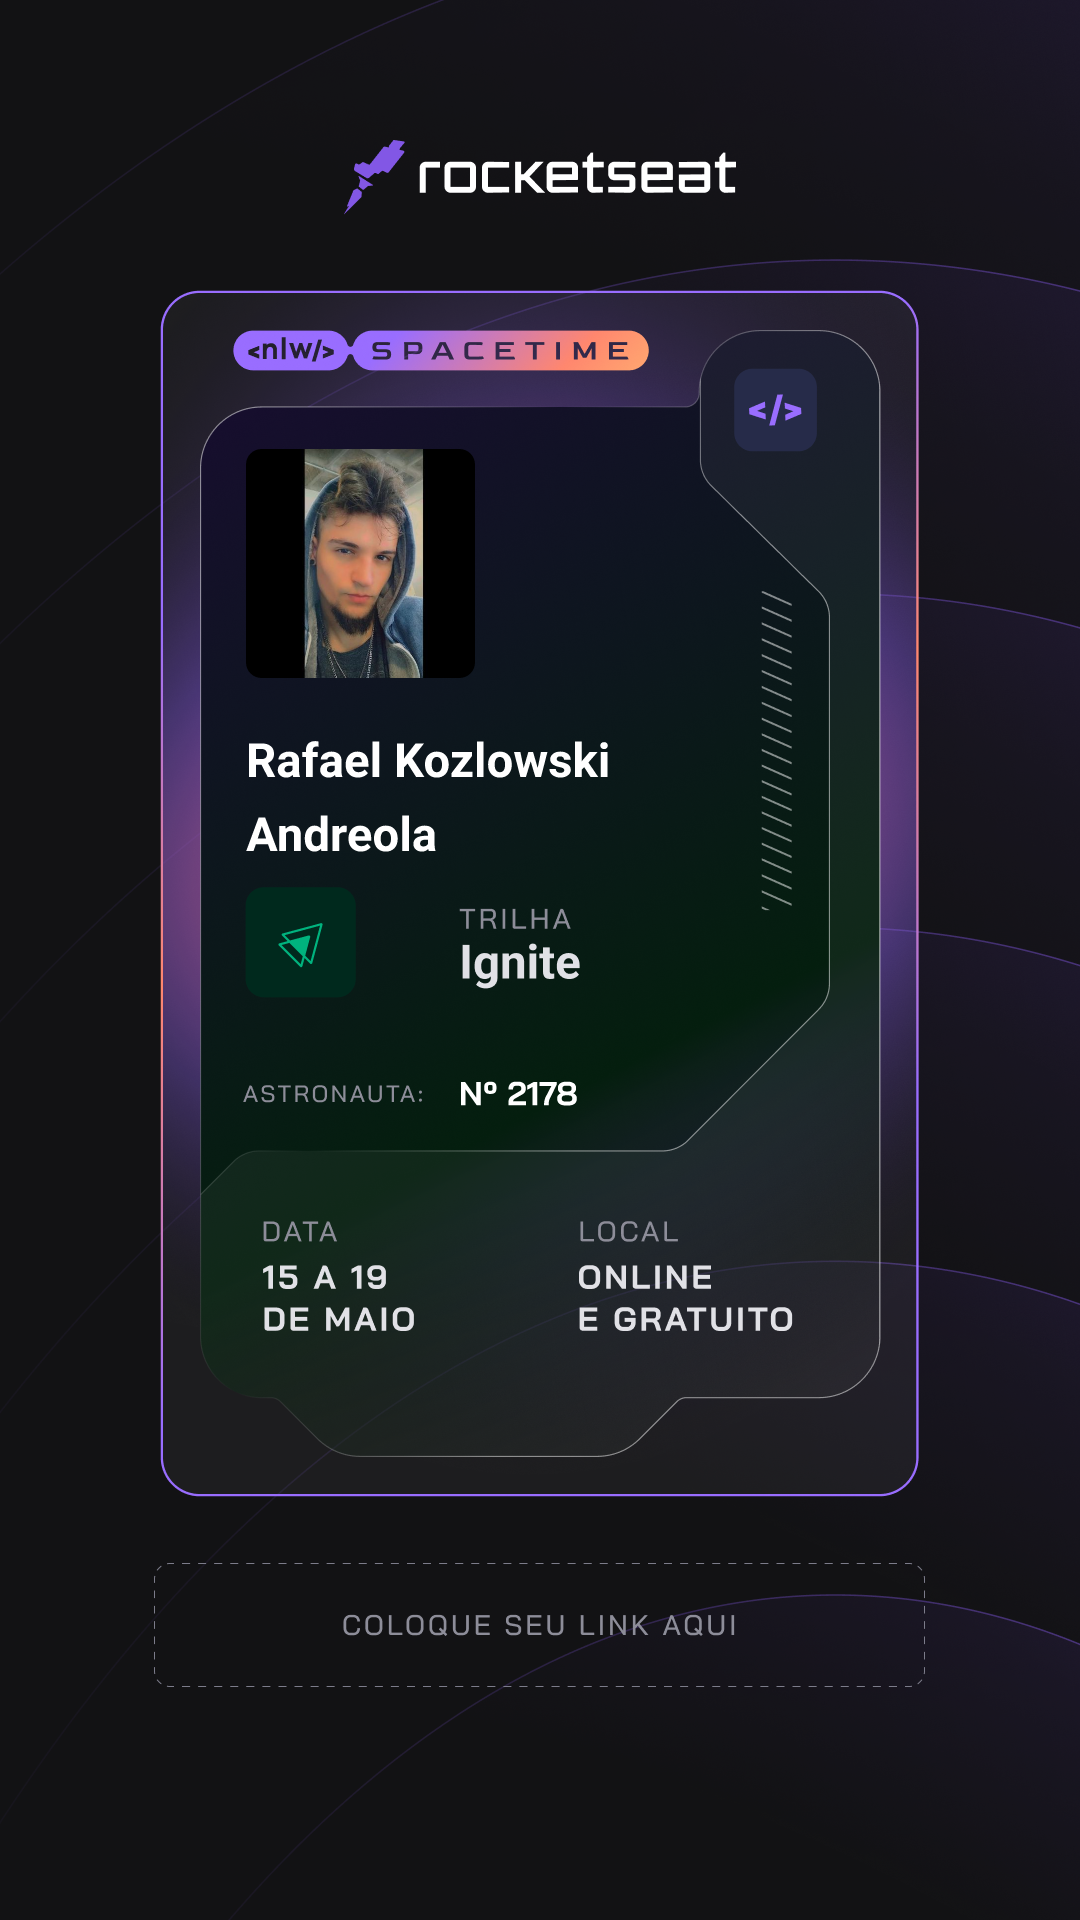 rocketseat
<nlw/> SPACETIME
</>
Rafael Kozlowski
Andreola
TRILHA
Ignite
ASTRONAUTA: Nº 2178
DATA
15 A 19
DE MAIO
LOCAL
ONLINE
E GRATUITO
COLOQUE SEU LINK AQUI